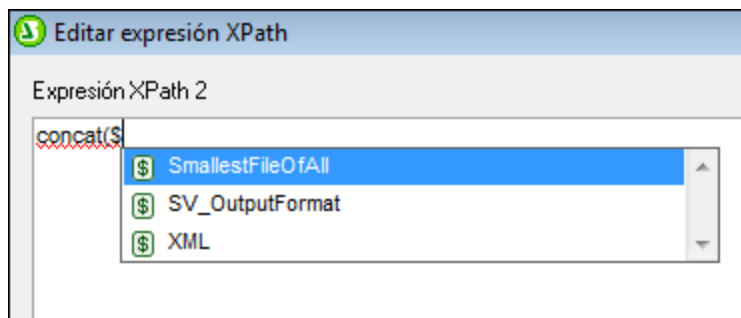 Editar expresión XPath
Expresión XPath 2
concat($
$ SmallestFileOfAll
$ SV_OutputFormat
$ XML